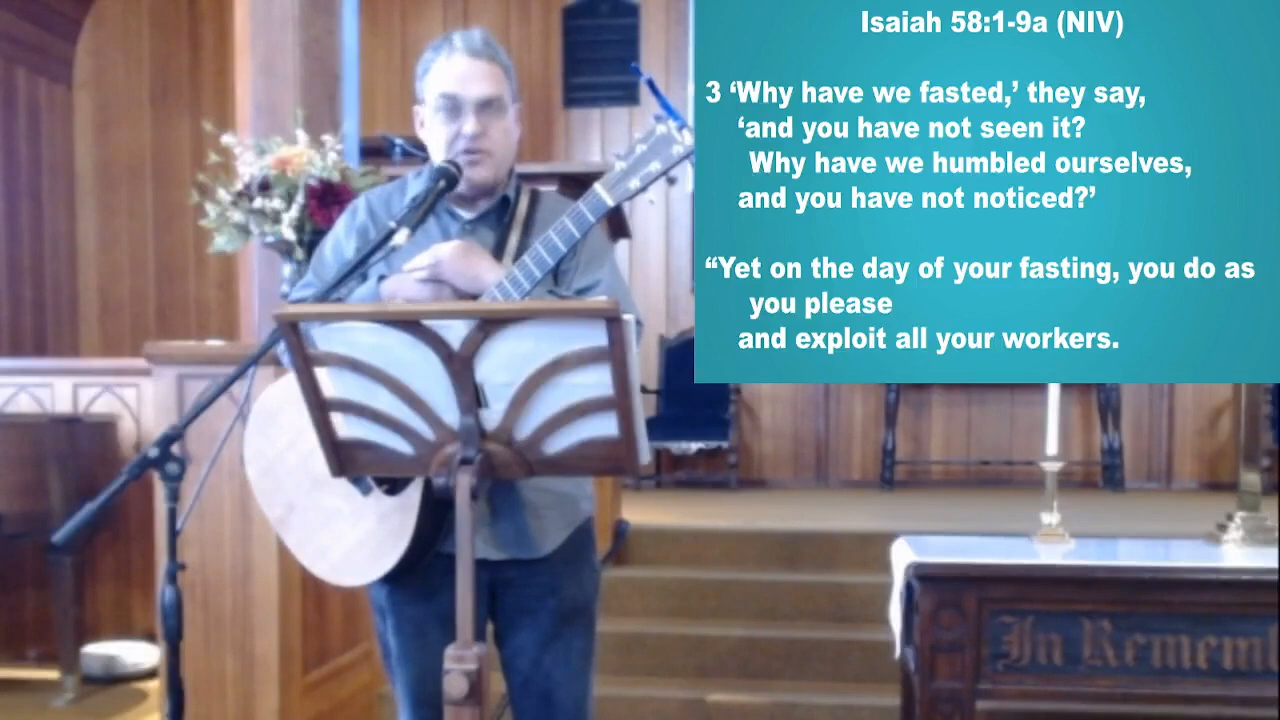 Isaiah 58:1-9a (NIV)
3 ‘Why have we fasted,’ they say,
‘and you have not seen it?
Why have we humbled ourselves,
and you have not noticed?’
“Yet on the day of your fasting, you do as
you please
and exploit all your workers.
In Rememb